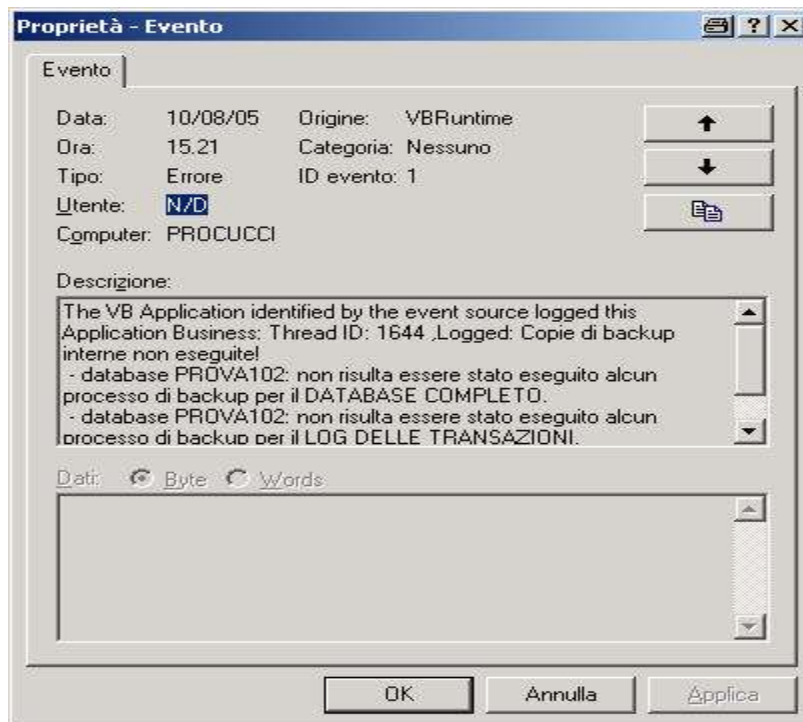 Proprietà - Evento
Evento
Data: 10/08/05 Origine: VBRuntime
Ora: 15.21 Categoria: Nessuno
Tipo: Errore ID evento: 1
Utente: N/D
Computer: PROCUCCI
Descrizione:
The VB Application identified by the event source logged this
Application Business: Thread ID: 1644 ,Logged: Copie di backup
interne non eseguite!
- database PROVA102: non risulta essere stato eseguito alcun
processo di backup per il DATABASE COMPLETO.
- database PROVA102: non risulta essere stato eseguito alcun
processo di backup per il LOG DELLE TRANSAZIONI.
Dati: Byte Words
OK Annulla Applica